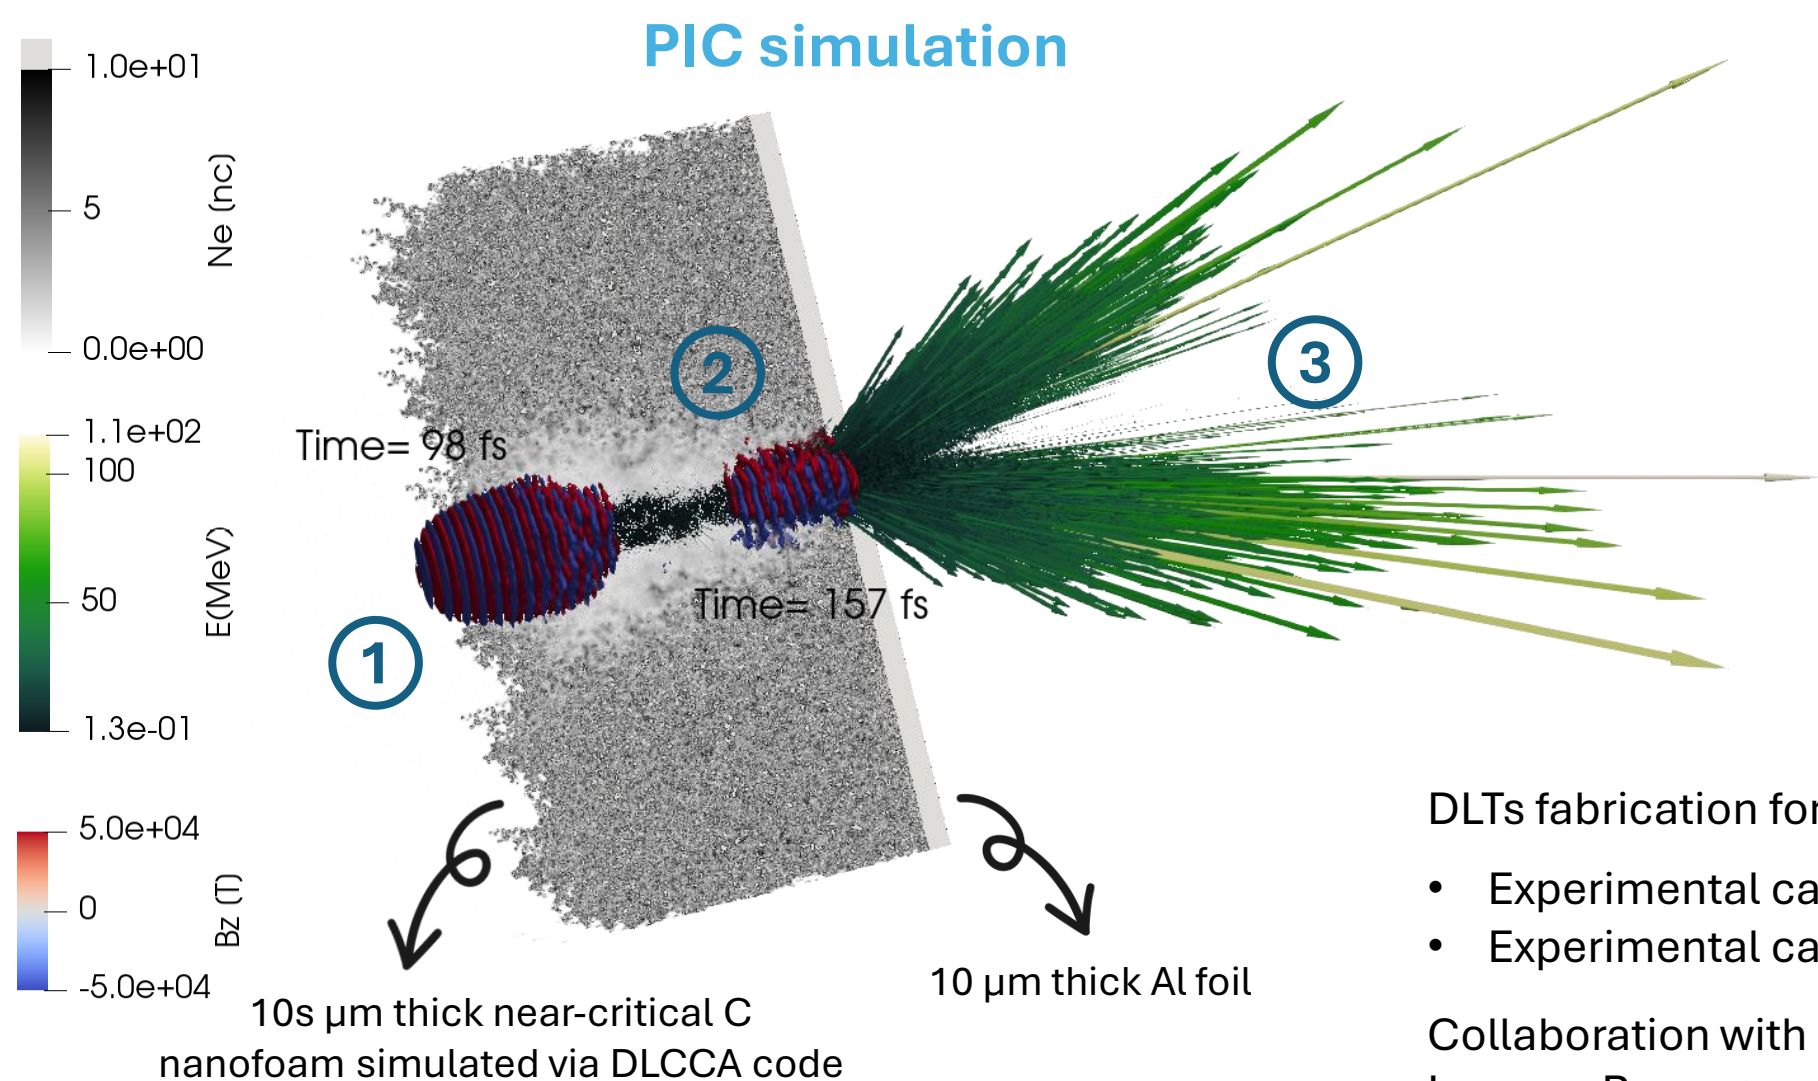 PIC simulation
1.0e+01
5
0.0e+00
Ne (nc)
1.1e+02
100
50
1.3e-01
E(MeV)
5.0e+04
0
-5.0e+04
Bz (T)
Time= 98 fs
Time= 157 fs
1
2
3
10s µm thick near-critical C
nanofoam simulated via DLCCA code
10 µm thick Al foil
DLTs fabrication for
• Experimental ca
• Experimental ca
Collaboration with